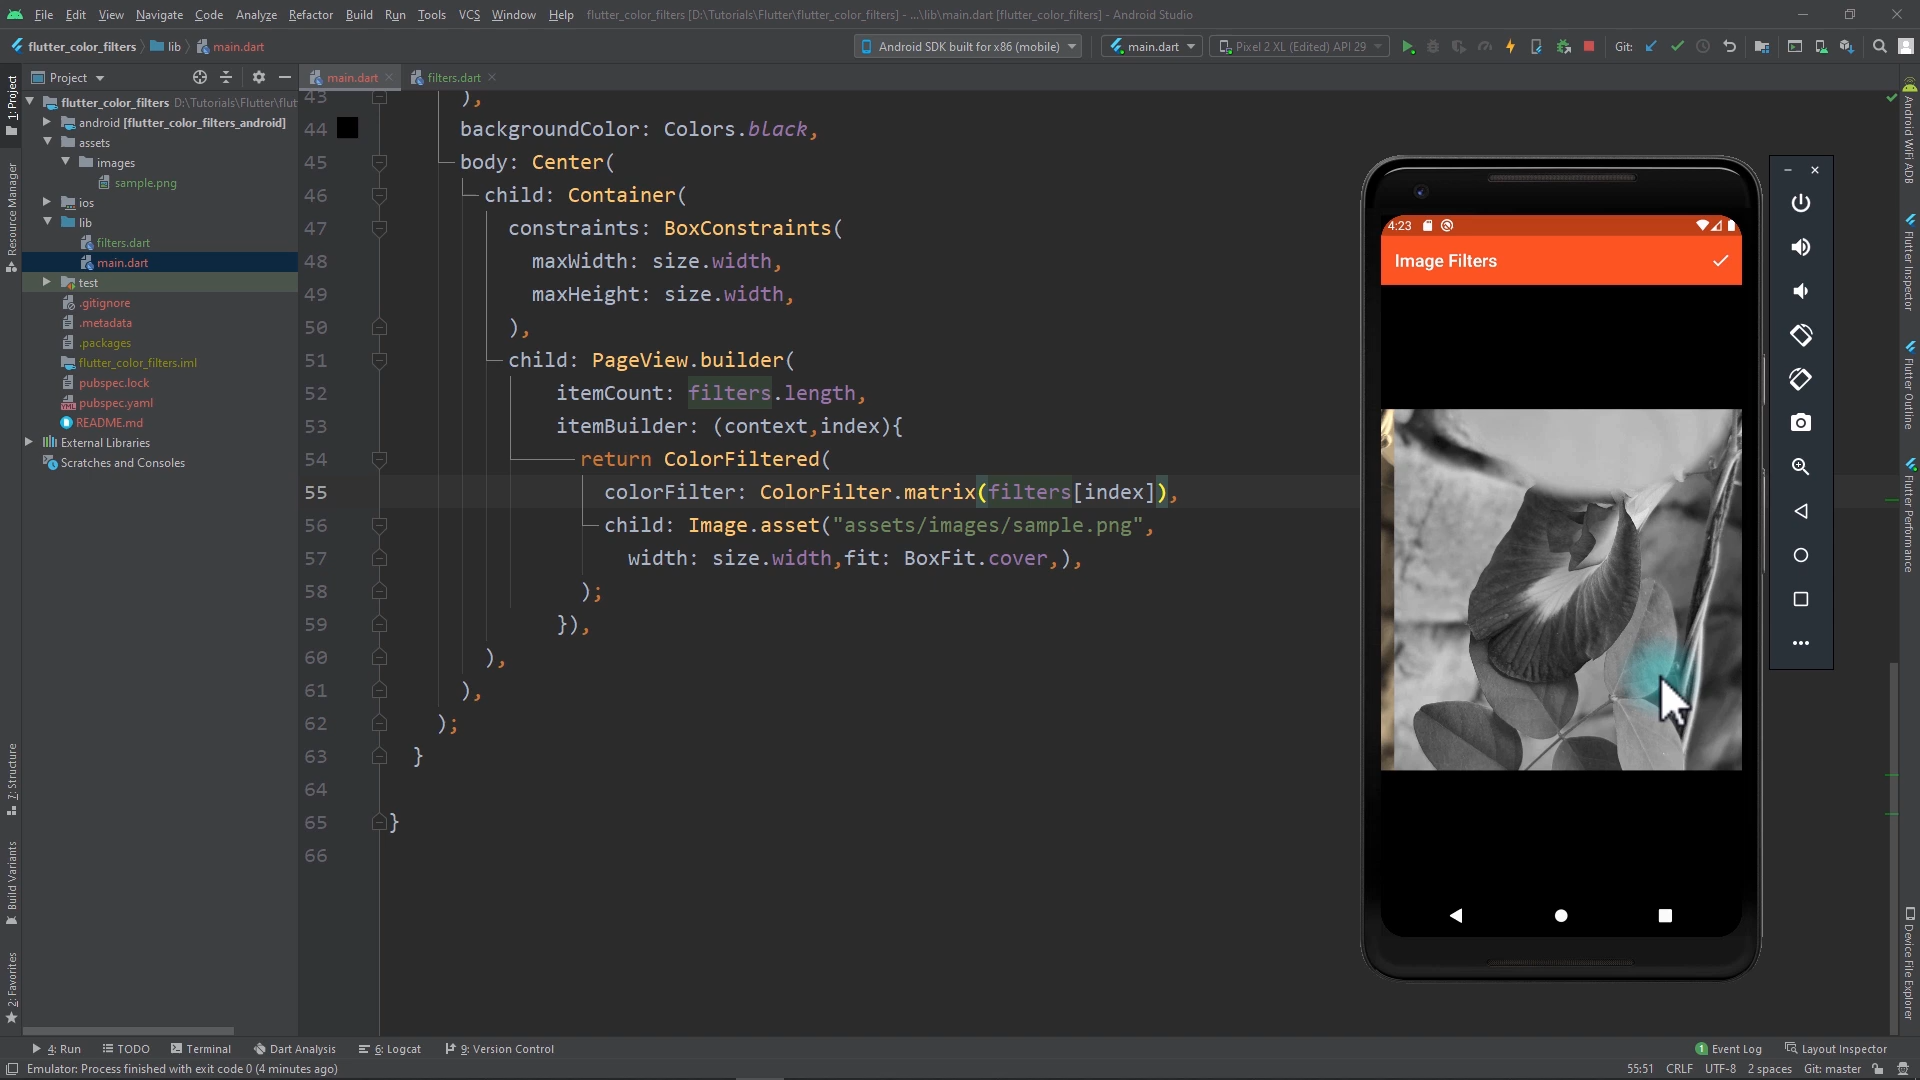 File Edit View Navigate Code Analyze Refactor Build Run Tools VCS Window Help flutter_color_filters [D:\Tutorials\Flutter\flutter_color_filters] - ...\lib\main.dart [flutter_color_filters] - Android Studio
flutter_color_filters lib main.dart Android SDK built for x86 (mobile) main.dart Pixel 2 XL (Edited) API 29 Git:
Project main.dart filters.dart
flutter_color_filters D:\Tutorials\Flutter\flut
android [flutter_color_filters_android]
assets
images
sample.png
ios
lib
filters.dart
main.dart
test
.gitignore
.metadata
.packages
flutter_color_filters.iml
pubspec.lock
pubspec.yaml
README.md
External Libraries
Scratches and Consoles
1: Project
Resource Manager
7: Structure
Build Variants
2: Favorites
43 ),
44 backgroundColor: Colors.black,
45 body: Center(
46 child: Container(
47 constraints: BoxConstraints(
48 maxWidth: size.width,
49 maxHeight: size.width,
50 ),
51 child: PageView.builder(
52 itemCount: filters.length,
53 itemBuilder: (context,index){
54 return ColorFiltered(
55 colorFilter: ColorFilter.matrix(filters[index]),
56 child: Image.asset("assets/images/sample.png",
57 width: size.width,fit: BoxFit.cover,),
58 );
59 }),
60 ),
61 ),
62 );
63 }
64
65 }
66
4:23
Image Filters
Android WiFi ADB
Flutter Inspector
Flutter Outline
Flutter Performance
Device File Explorer
4: Run TODO Terminal Dart Analysis 6: Logcat 9: Version Control 1 Event Log Layout Inspector
Emulator: Process finished with exit code 0 (4 minutes ago) 55:51 CRLF UTF-8 2 spaces Git: master